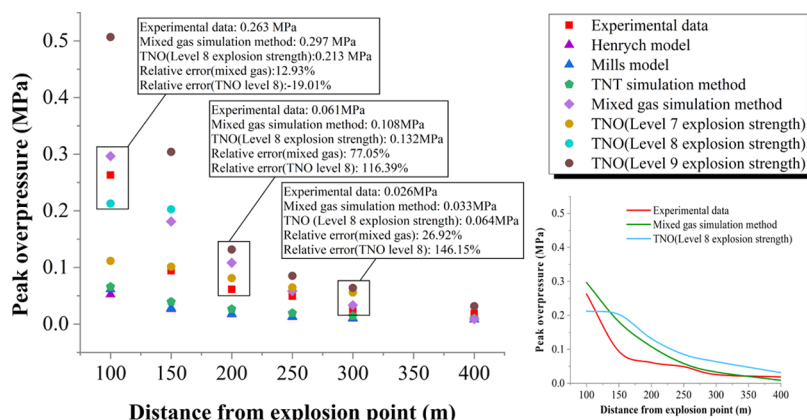 Experimental data: 0.263 MPa
Mixed gas simulation method: 0.297 MPa
TNO(Level 8 explosion strength):0.213 MPa
Relative error(mixed gas):12.93%
Relative error(TNO level 8):-19.01%
Experimental data: 0.061MPa
Mixed gas simulation method: 0.108MPa
TNO(Level 8 explosion strength): 0.132MPa
Relative error(mixed gas): 77.05%
Relative error(TNO level 8): 116.39%
Experimental data: 0.026MPa
Mixed gas simulation method: 0.033MPa
TNO (Level 8 explosion strength): 0.064MPa
Relative error(mixed gas): 26.92%
Relative error(TNO level 8): 146.15%
Peak overpressure (MPa)
0.5
0.4
0.3
0.2
0.1
0.0
100
150
200
250
300
350
400
Distance from explosion point (m)
Experimental data
Henrych model
Mills model
TNT simulation method
Mixed gas simulation method
TNO(Level 7 explosion strength)
TNO(Level 8 explosion strength)
TNO(Level 9 explosion strength)
Experimental data
Mixed gas simulation method
TNO(Level 8 explosion strength)
Peak overpressure (MPa)
0.5
0.4
0.3
0.2
0.1
0.0
100
150
200
250
300
350
400
Distance from explosion point (m)